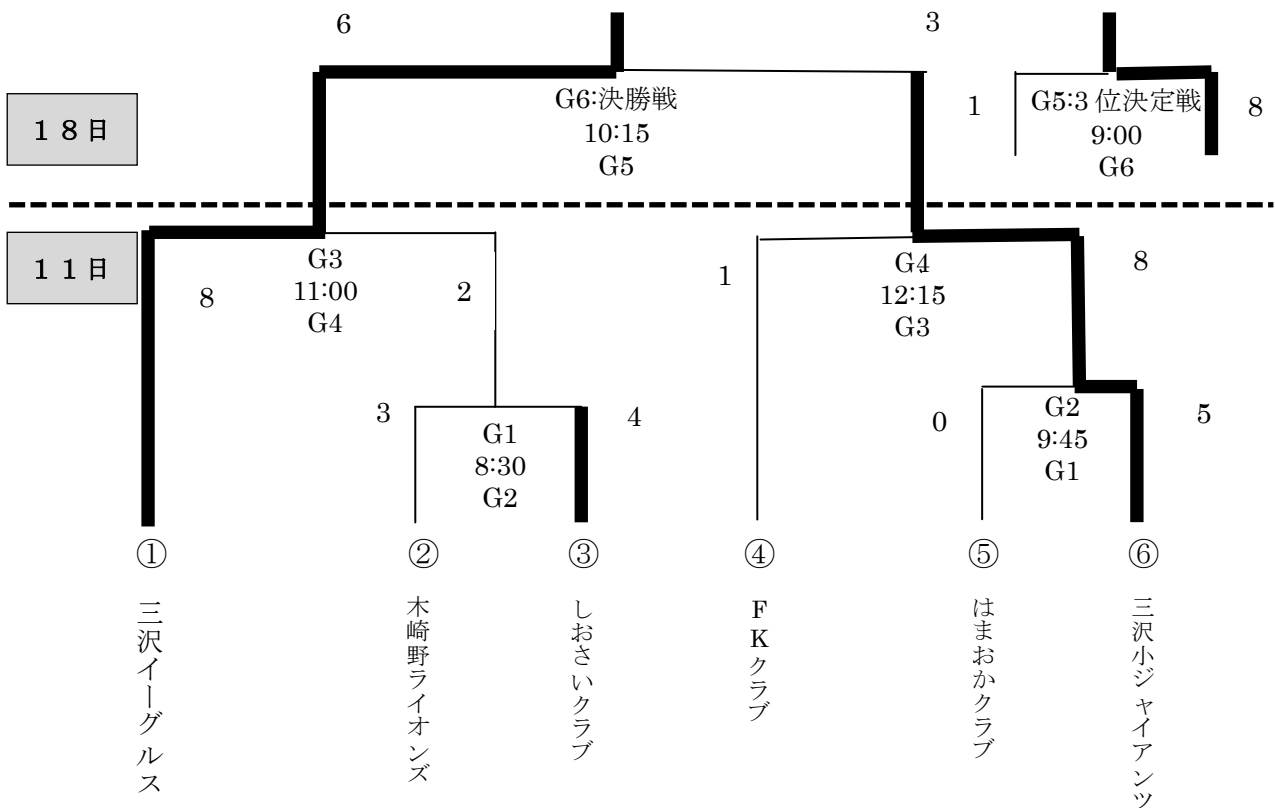 6
3
18日
G6:決勝戦
10:15
G5
1
G5:3位決定戦
9:00
G6
8
11日
8
G3
11:00
G4
2
1
G4
12:15
G3
8
3
G1
8:30
G2
4
0
G2
9:45
G1
5
①
②
③
④
⑤
⑥
三沢イーグルス
木崎野ライオンズ
しおさいクラブ
FKクラブ
はまおかクラブ
三沢小ジャイアンツ